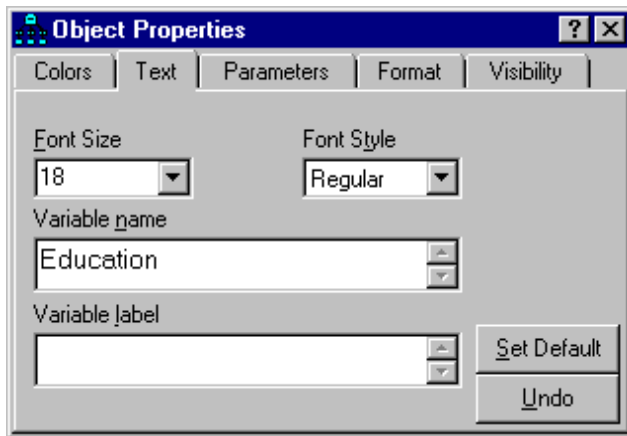 Object Properties ? ×
Colors Text Parameters Format Visibility
Font Size Font Style
18 Regular
Variable name
Education
Variable label
Set Default
Undo